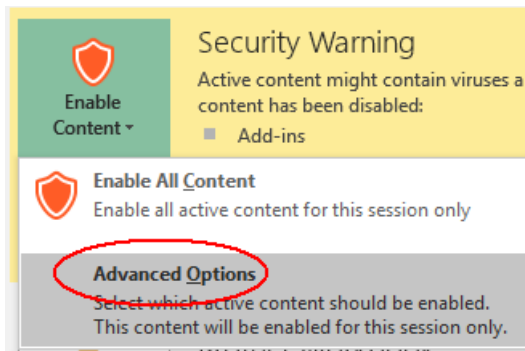 Security Warning
Active content might contain viruses a
content has been disabled:
Add-ins
Enable
Content
Enable All Content
Enable all active content for this session only
Advanced Options
Select which active content should be enabled.
This content will be enabled for this session only.